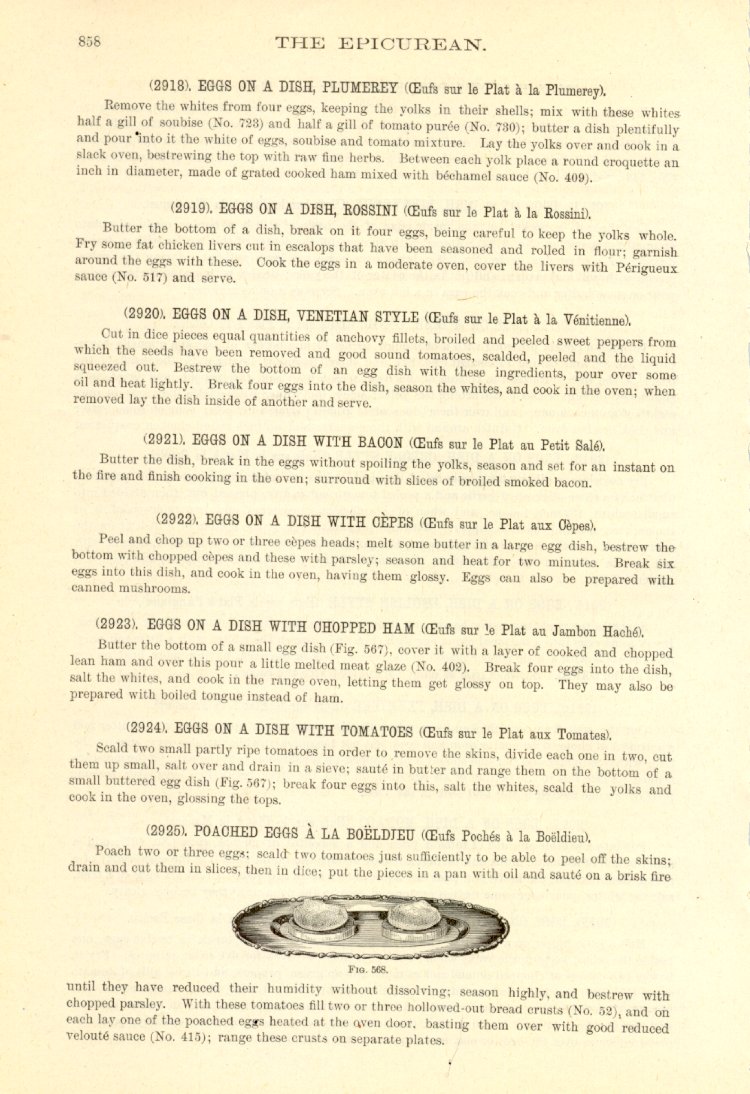 858
THE EPICUREAN.
(2918). EGGS ON A DISH, PLUMEREY (Œufs sur le Plat à la Plumerey).
Remove the whites from four eggs, keeping the yolks in their shells; mix with these whites
half a gill of soubise (No. 723) and half a gill of tomato purée (No. 730); butter a dish plentifully
and pour into it the white of eggs, soubise and tomato mixture. Lay the yolks over and cook in a
slack oven, bestrewing the top with raw fine herbs. Between each yolk place a round croquette an
inch in diameter, made of grated cooked ham mixed with béchamel sauce (No. 409).
(2919). EGGS ON A DISH, ROSSINI (Œufs sur le Plat à la Rossini).
Butter the bottom of a dish, break on it four eggs, being careful to keep the yolks whole.
Fry some fat chicken livers cut in escalops that have been seasoned and rolled in flour; garnish
around the eggs with these. Cook the eggs in a moderate oven, cover the livers with Périgueux
sauce (No. 517) and serve.
(2920). EGGS ON A DISH, VENETIAN STYLE (Œufs sur le Plat à la Vénitienne).
Cut in dice pieces equal quantities of anchovy fillets, broiled and peeled sweet peppers from
which the seeds have been removed and good sound tomatoes, scalded, peeled and the liquid
squeezed out. Bestrew the bottom of an egg dish with these ingredients, pour over some
oil and heat lightly. Break four eggs into the dish, season the whites, and cook in the oven; when
removed lay the dish inside of another and serve.
(2921). EGGS ON A DISH WITH BACON (Œufs sur le Plat au Petit Salé).
Butter the dish, break in the eggs without spoiling the yolks, season and set for an instant on
the fire and finish cooking in the oven; surround with slices of broiled smoked bacon.
(2922). EGGS ON A DISH WITH CÈPES (Œufs sur le Plat aux Cèpes).
Peel and chop up two or three cèpes heads; melt some butter in a large egg dish, bestrew the
bottom with chopped cèpes and these with parsley; season and heat for two minutes. Break six
eggs into this dish, and cook in the oven, having them glossy. Eggs can also be prepared with
canned mushrooms.
(2923). EGGS ON A DISH WITH CHOPPED HAM (Œufs sur le Plat au Jambon Haché).
Butter the bottom of a small egg dish (Fig. 567), cover it with a layer of cooked and chopped
lean ham and over this pour a little melted meat glaze (No. 402). Break four eggs into the dish,
salt the whites, and cook in the range oven, letting them get glossy on top. They may also be
prepared with boiled tongue instead of ham.
(2924). EGGS ON A DISH WITH TOMATOES (Œufs sur le Plat aux Tomates).
Scald two small partly ripe tomatoes in order to remove the skins, divide each one in two, cut
them up small, salt over and drain in a sieve; sauté in butter and range them on the bottom of a
small buttered egg dish (Fig. 567); break four eggs into this, salt the whites, scald the yolks and
cook in the oven, glossing the tops.
(2925). POACHED EGGS À LA BOËLDIEU (Œufs Pochés à la Boëldieu).
Poach two or three eggs; scald two tomatoes just sufficiently to be able to peel off the skins;
drain and cut them in slices, then in dice; put the pieces in a pan with oil and sauté on a brisk fire
FIG. 568.
until they have reduced their humidity without dissolving; season highly, and bestrew with
chopped parsley. With these tomatoes fill two or three hollowed-out bread crusts (No. 52), and on
each lay one of the poached eggs heated at the oven door, basting them over with good reduced
velouté sauce (No. 415); range these crusts on separate plates.